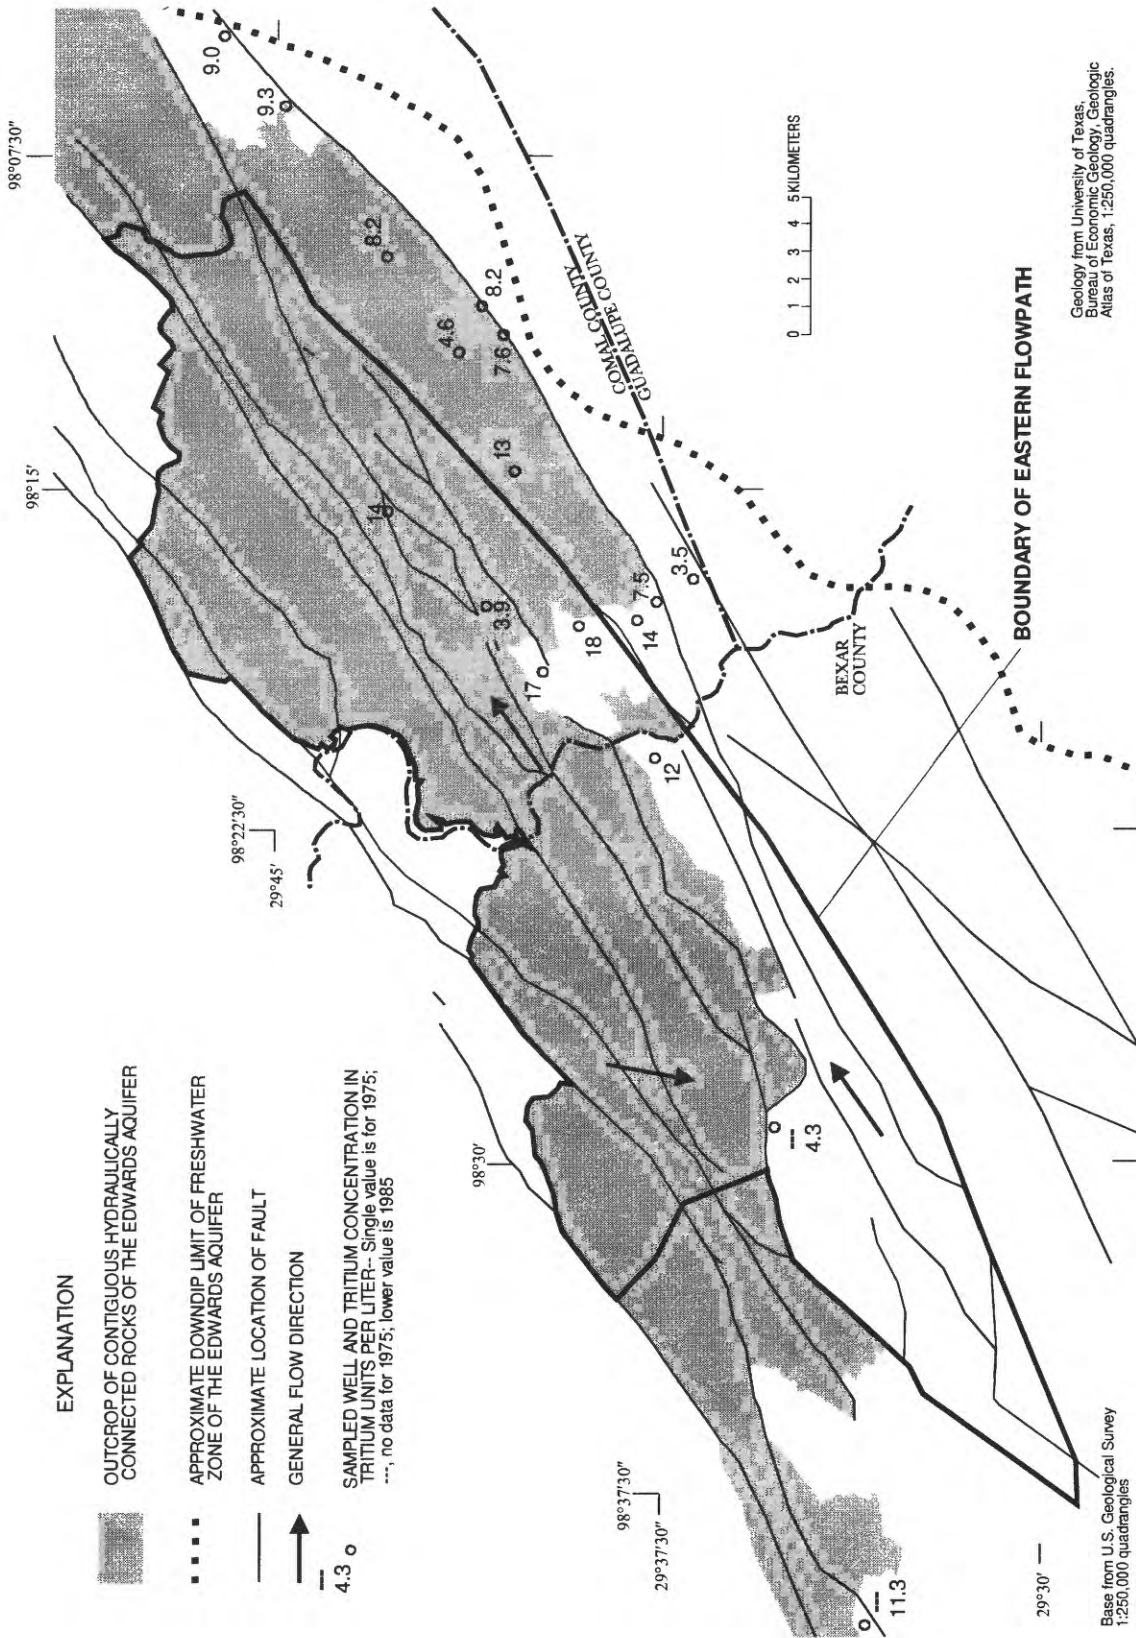 EXPLANATION
OUTCROP OF CONTIGUOUS HYDRAULICALLY
CONNECTED ROCKS OF THE EDWARDS AQUIFER
APPROXIMATE DOWNDIP LIMIT OF FRESHWATER
ZONE OF THE EDWARDS AQUIFER
APPROXIMATE LOCATION OF FAULT
GENERAL FLOW DIRECTION
---
4.3
SAMPLED WELL AND TRITIUM CONCENTRATION IN
TRITIUM UNITS PER LITER-- Single value is for 1975;
---, no data for 1975; lower value is 1985
98°07'30"
98°15'
98°22'30"
29°45'
98°30'
98°37'30"
29°37'30"
29°30'
9.0
9.3
8.2
8.2
4.6
7.6
13
14
3.9
17
18
14
7.5
3.5
12
---
4.3
---
11.3
COMAL COUNTY
GUADALUPE COUNTY
BEXAR
COUNTY
BOUNDARY OF EASTERN FLOWPATH
0 1 2 3 4 5 KILOMETERS
Base from U.S. Geological Survey
1:250,000 quadrangles
Geology from University of Texas,
Bureau of Economic Geology, Geologic
Atlas of Texas, 1:250,000 quadrangles.